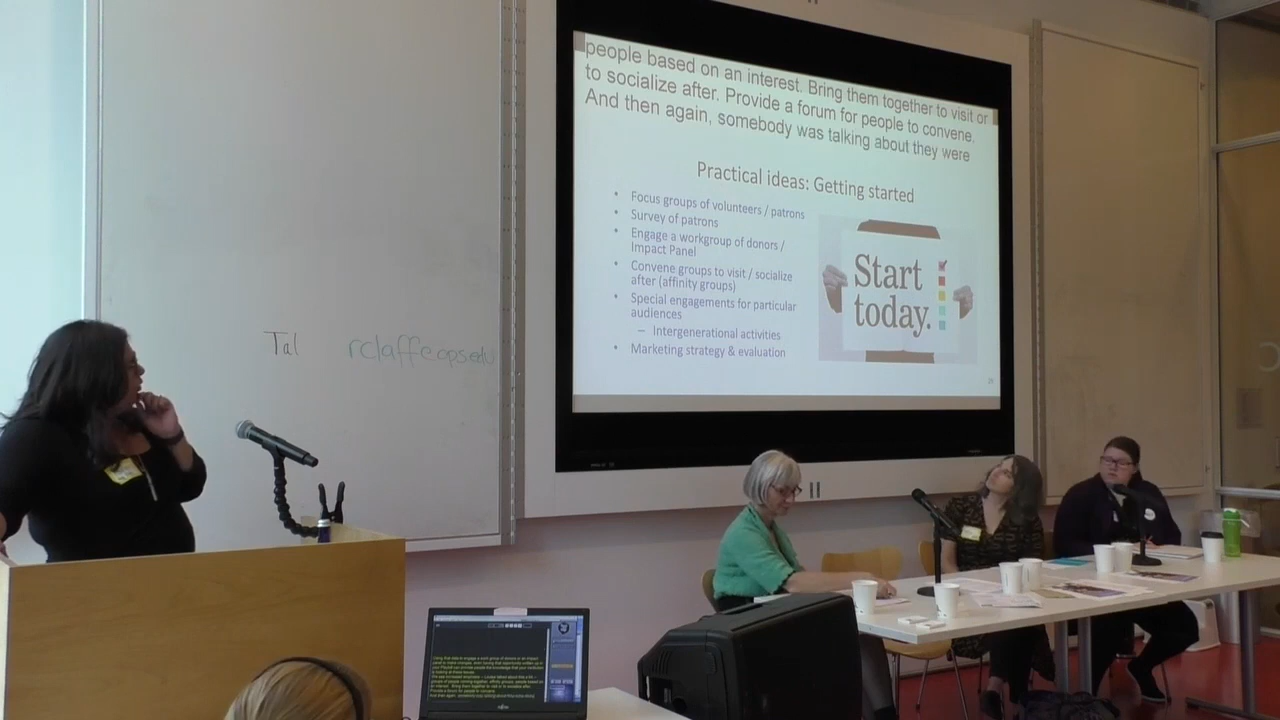 people based on an interest. Bring them together to visit or
to socialize after. Provide a forum for people to convene.
And then again, somebody was talking about they were
Practical ideas: Getting started
• Focus groups of volunteers / patrons
• Survey of patrons
• Engage a workgroup of donors /
Impact Panel
• Convene groups to visit / socialize
after (affinity groups)
• Special engagements for particular
audiences
– Intergenerational activities
• Marketing strategy & evaluation
Start
today.
Tal